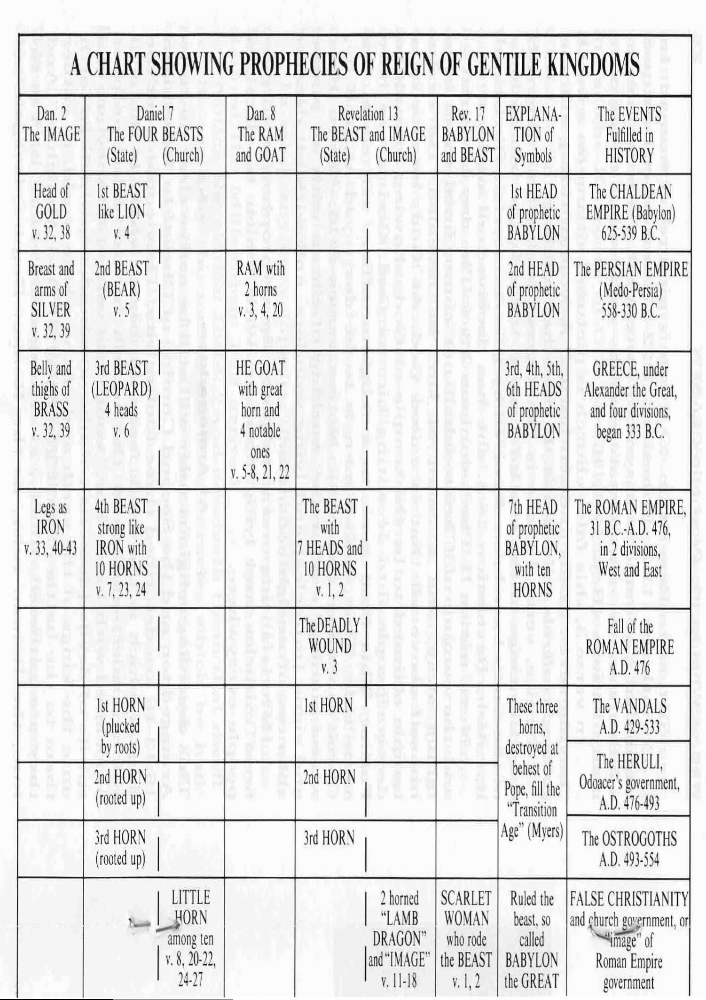 A CHART SHOWING PROPHECIES OF REIGN OF GENTILE KINGDOMS
Dan. 2
The IMAGE
Daniel 7
The FOUR BEASTS
(State) (Church)
Dan. 8
The RAM
and GOAT
Revelation 13
The BEAST and IMAGE
(State) (Church)
Rev. 17
BABYLON
and BEAST
EXPLANA-
TION of
Symbols
The EVENTS
Fulfilled in
HISTORY
Head of
GOLD
v. 32, 38
1st BEAST
like LION
v. 4
1st HEAD
of prophetic
BABYLON
The CHALDEAN
EMPIRE (Babylon)
625-539 B.C.
Breast and
arms of
SILVER
v. 32, 39
2nd BEAST
(BEAR)
v. 5
RAM wtih
2 horns
v. 3, 4, 20
2nd HEAD
of prophetic
BABYLON
The PERSIAN EMPIRE
(Medo-Persia)
558-330 B.C.
Belly and
thighs of
BRASS
v. 32, 39
3rd BEAST
(LEOPARD)
4 heads
v. 6
HE GOAT
with great
horn and
4 notable
ones
v. 5-8, 21, 22
3rd, 4th, 5th,
6th HEADS
of prophetic
BABYLON
GREECE, under
Alexander the Great,
and four divisions,
began 333 B.C.
Legs as
IRON
v. 33, 40-43
4th BEAST
strong like
IRON with
10 HORNS
v. 7, 23, 24
The BEAST
with
7 HEADS and
10 HORNS
v. 1, 2
7th HEAD
of prophetic
BABYLON,
with ten
HORNS
The ROMAN EMPIRE,
31 B.C.-A.D. 476,
in 2 divisions,
West and East
The DEADLY
WOUND
v. 3
Fall of the
ROMAN EMPIRE
A.D. 476
1st HORN
(plucked
by roots)
1st HORN
These three
horns,
destroyed at
behest of
Pope, fill the
“Transition
Age” (Myers)
The VANDALS
A.D. 429-533
2nd HORN
(rooted up)
2nd HORN
The HERULI,
Odoacer’s government,
A.D. 476-493
3rd HORN
(rooted up)
3rd HORN
The OSTROGOTHS
A.D. 493-554
LITTLE
HORN
among ten
v. 8, 20-22,
24-27
2 horned
“LAMB
DRAGON”
and “IMAGE”
v. 11-18
SCARLET
WOMAN
who rode
the BEAST
v. 1, 2
Ruled the
beast, so
called
BABYLON
the GREAT
FALSE CHRISTIANITY
and church government, or
“image” of
Roman Empire
government